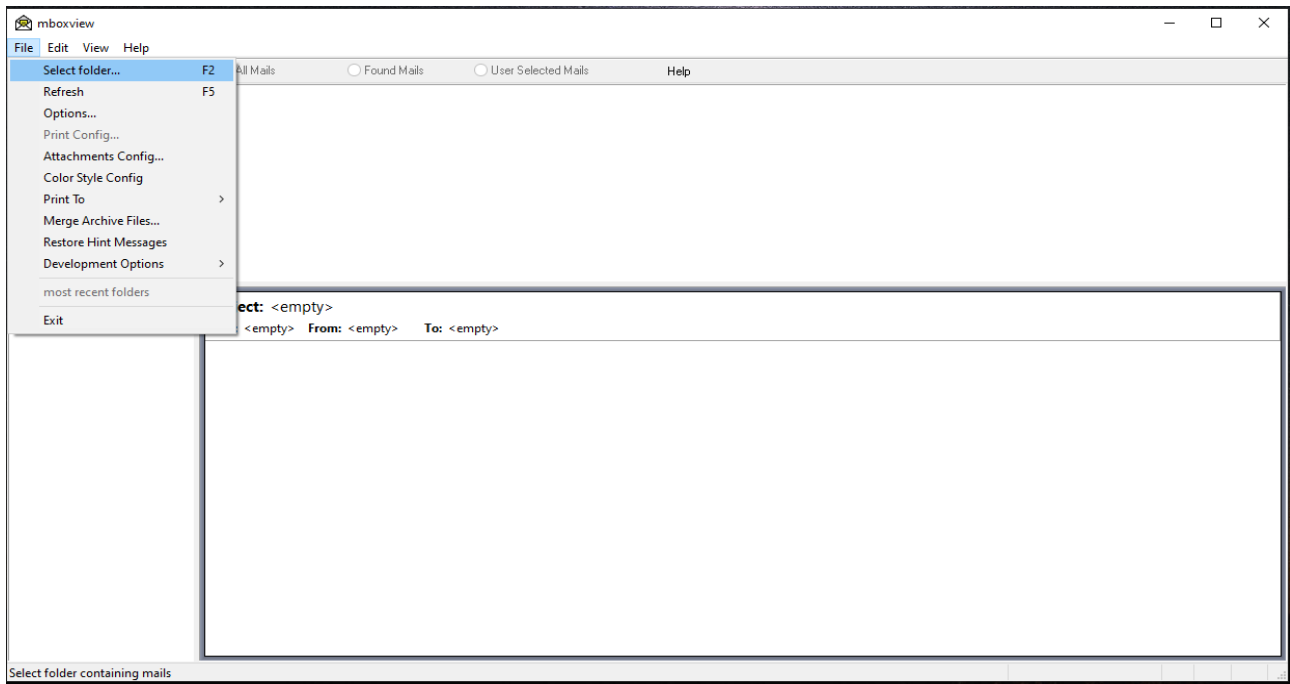 mboxview
File Edit View Help
Select folder... F2
All Mails Found Mails User Selected Mails Help
Refresh F5
Options...
Print Config...
Attachments Config...
Color Style Config
Print To >
Merge Archive Files...
Restore Hint Messages
Development Options >
most recent folders
Exit
ect: <empty>
: <empty> From: <empty> To: <empty>
Select folder containing mails